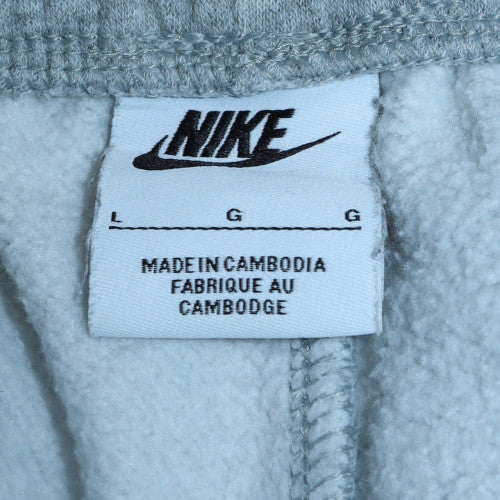 NIKE
L G G
MADE IN CAMBODIA
FABRIQUE AU
CAMBODGE